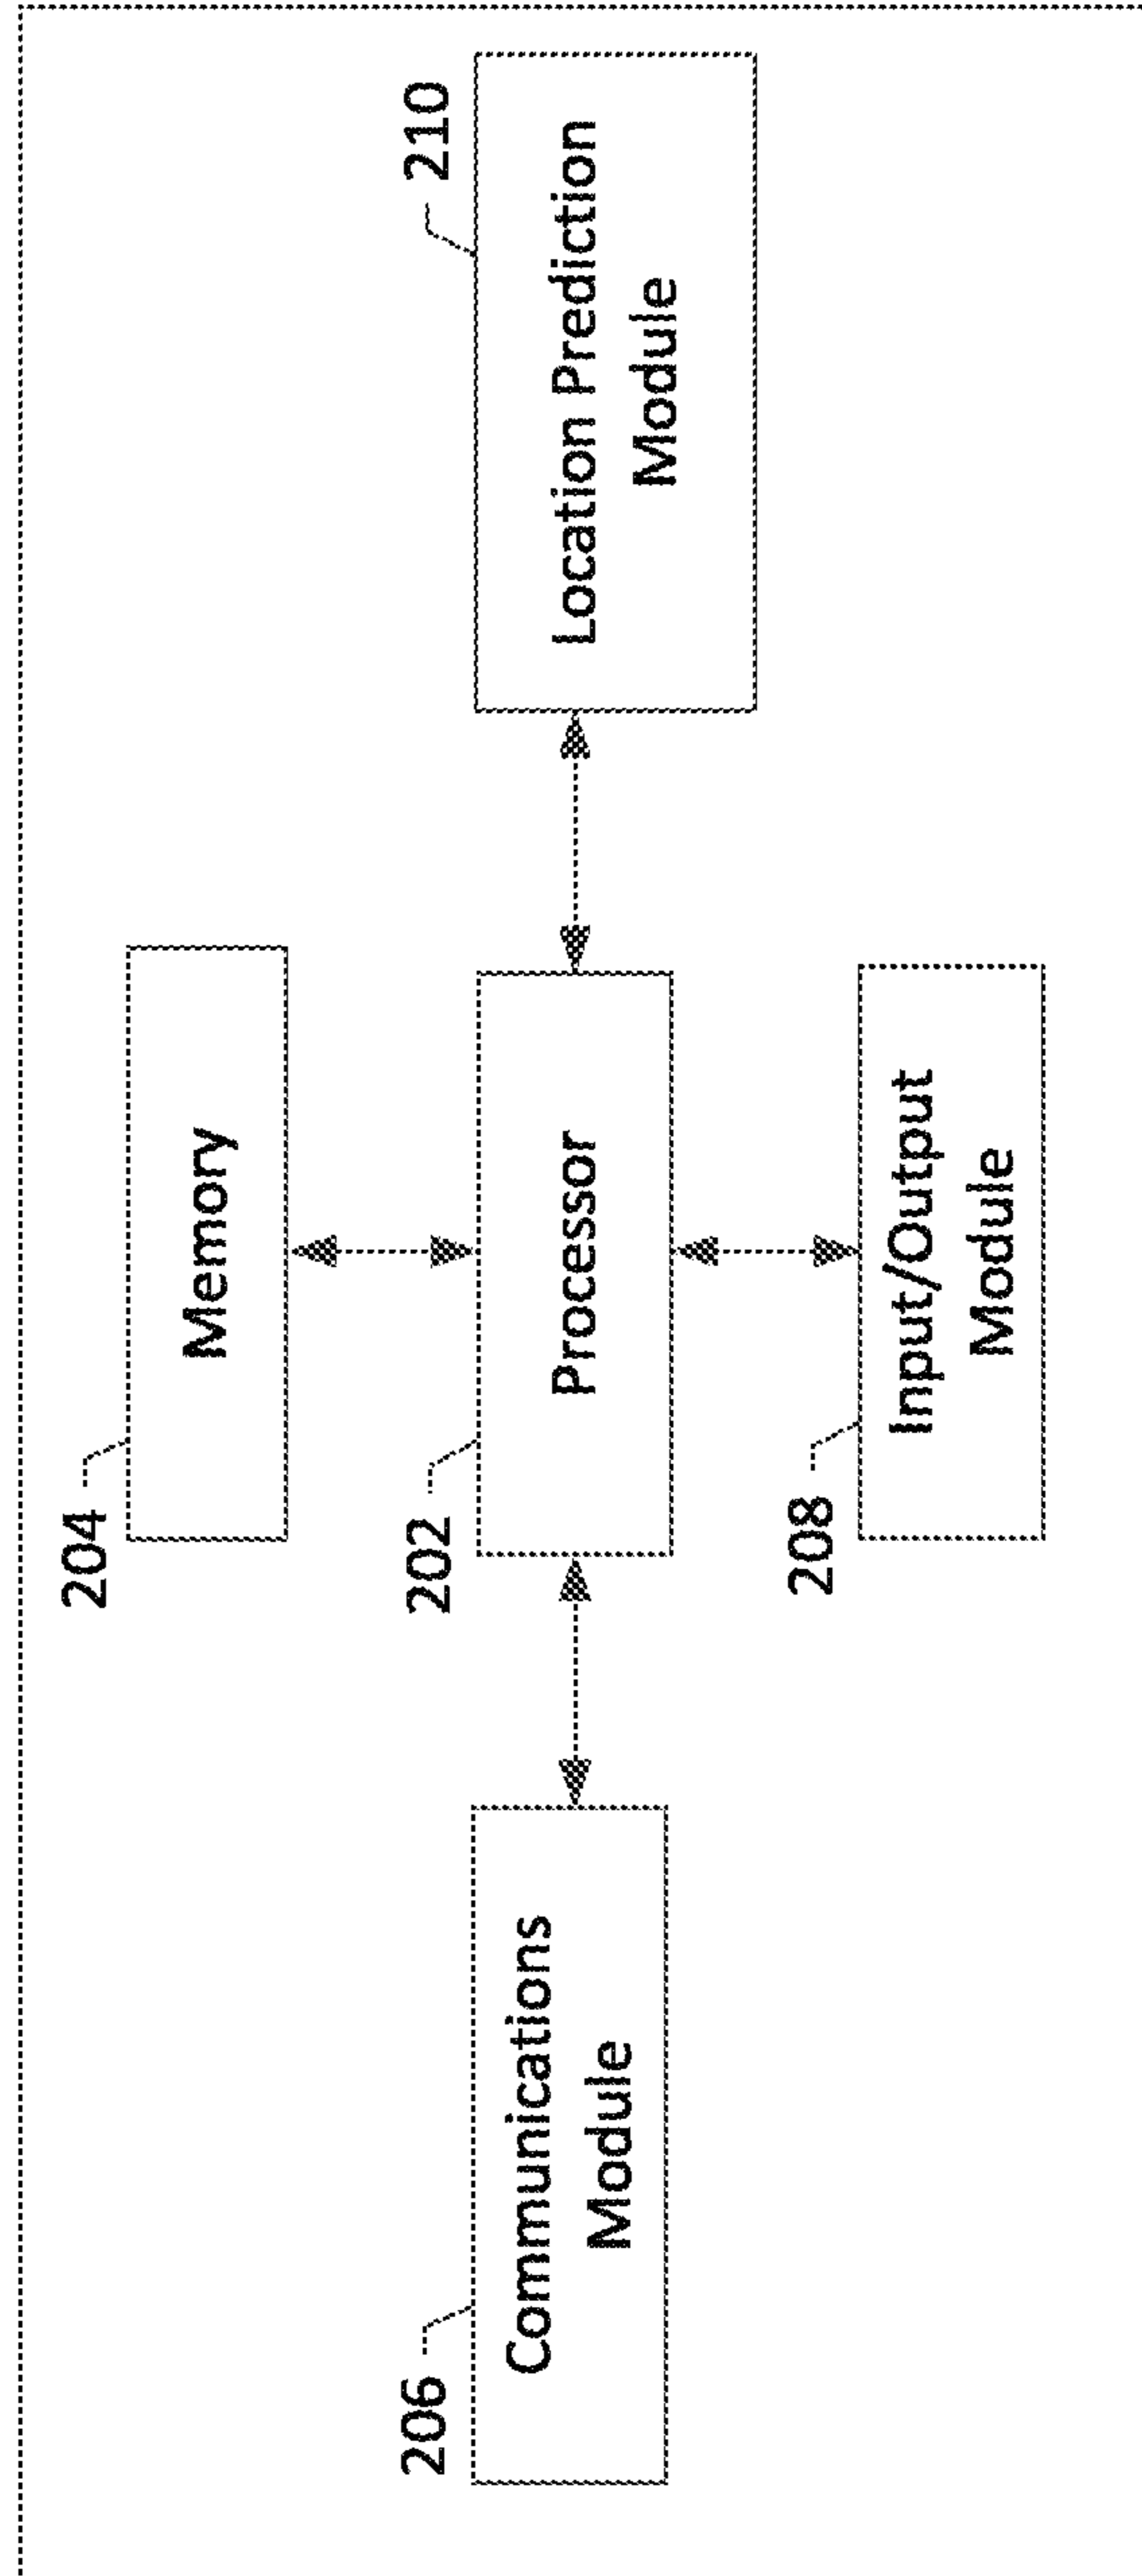 204
Memory
206
Communications
Module
202
Processor
210
Location Prediction
Module
208
Input/Output
Module